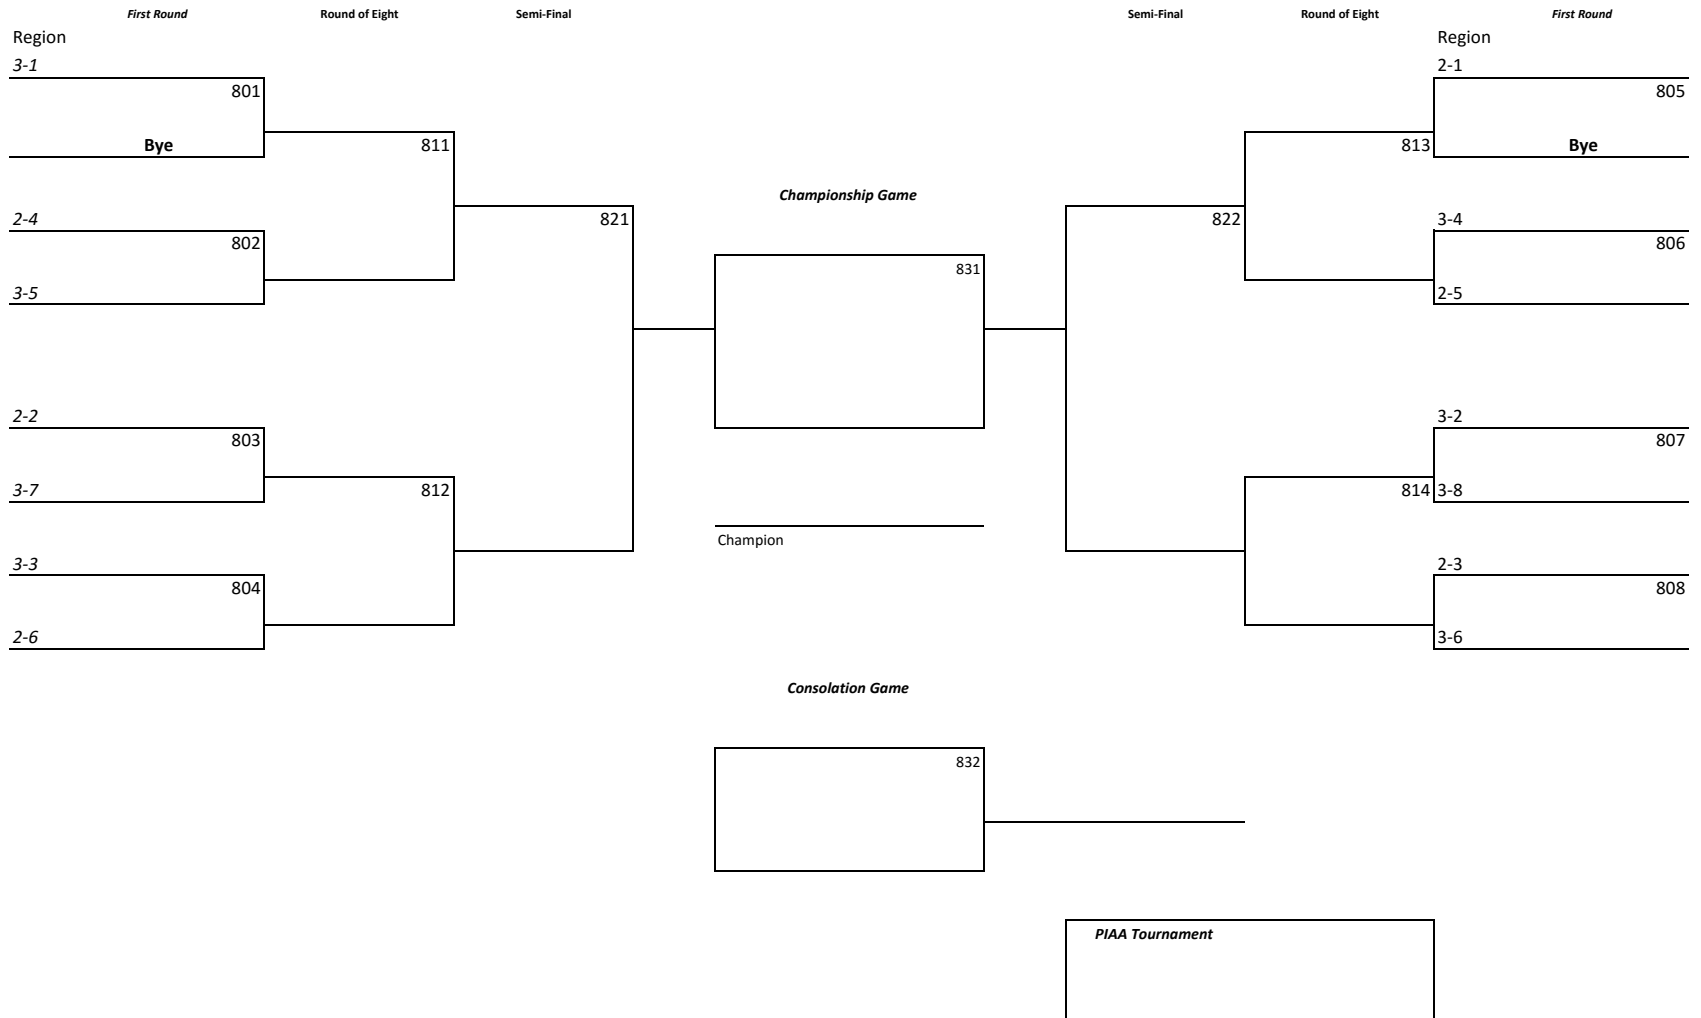 First Round Round of Eight Semi-Final Semi-Final Round of Eight First Round
Region Region
3-1 2-1
801 805
Bye 811 813 Bye
Championship Game
2-4 821 822 3-4
802 806
831
3-5 2-5
2-2 3-2
803 807
3-7 812 814 3-8
Champion
3-3 2-3
804 808
2-6 3-6
Consolation Game
832
PIAA Tournament